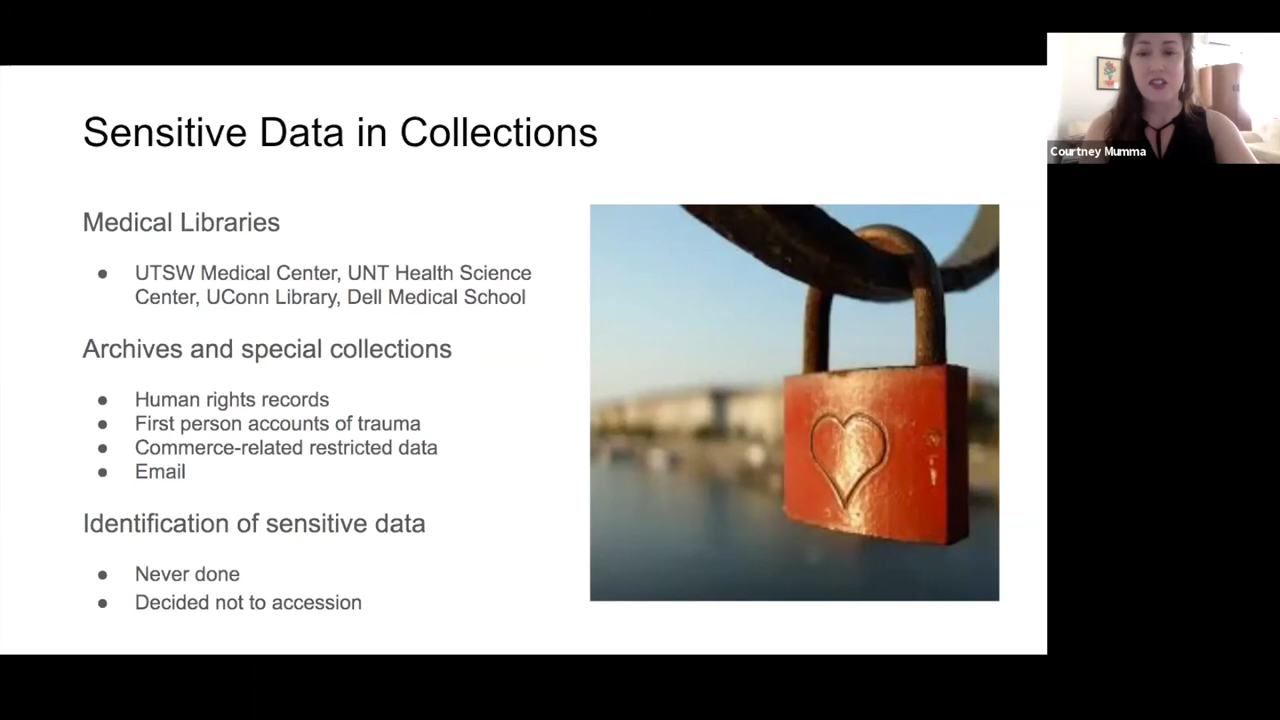 Sensitive Data in Collections
Medical Libraries
● UTSW Medical Center, UNT Health Science
Center, UConn Library, Dell Medical School
Archives and special collections
● Human rights records
● First person accounts of trauma
● Commerce-related restricted data
● Email
Identification of sensitive data
● Never done
● Decided not to accession
Courtney Mumma